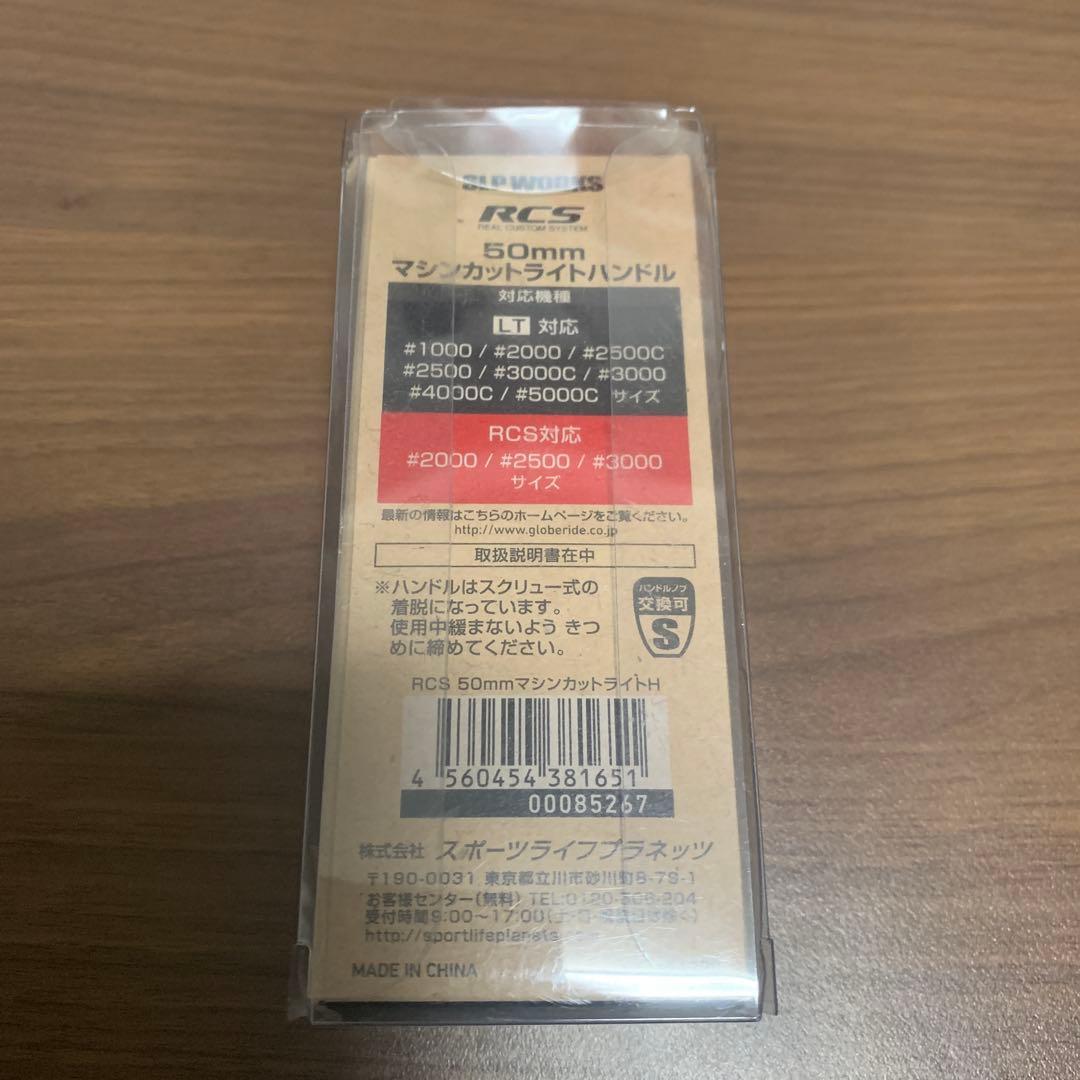 SLP WORKS
RCS
REAL CUSTOM SYSTEM
50mm
マシンカットライトハンドル
対応機種
LT 対応
#1000 / #2000 / #2500C
#2500 / #3000C / #3000
#4000C / #5000C サイズ
RCS対応
#2000 / #2500 / #3000
サイズ
最新の情報はこちらのホームページをご覧ください。
http://www.globeride.co.jp
取扱説明書在中
※ハンドルはスクリュー式の
着脱になっています。
使用中緩まないよう きつ
めに締めてください。
ハンドルノブ
交換可
S
RCS 50mmマシンカットライトH
4 560454 381651
00085267
株式会社 スポーツライフプラネッツ
〒190-0031 東京都立川市砂川町8-79-1
お客様センター(無料) TEL:0120-506-204
受付時間9:00〜17:00(土・日・祝祭日は除く)
http://sportlifeplanets
MADE IN CHINA